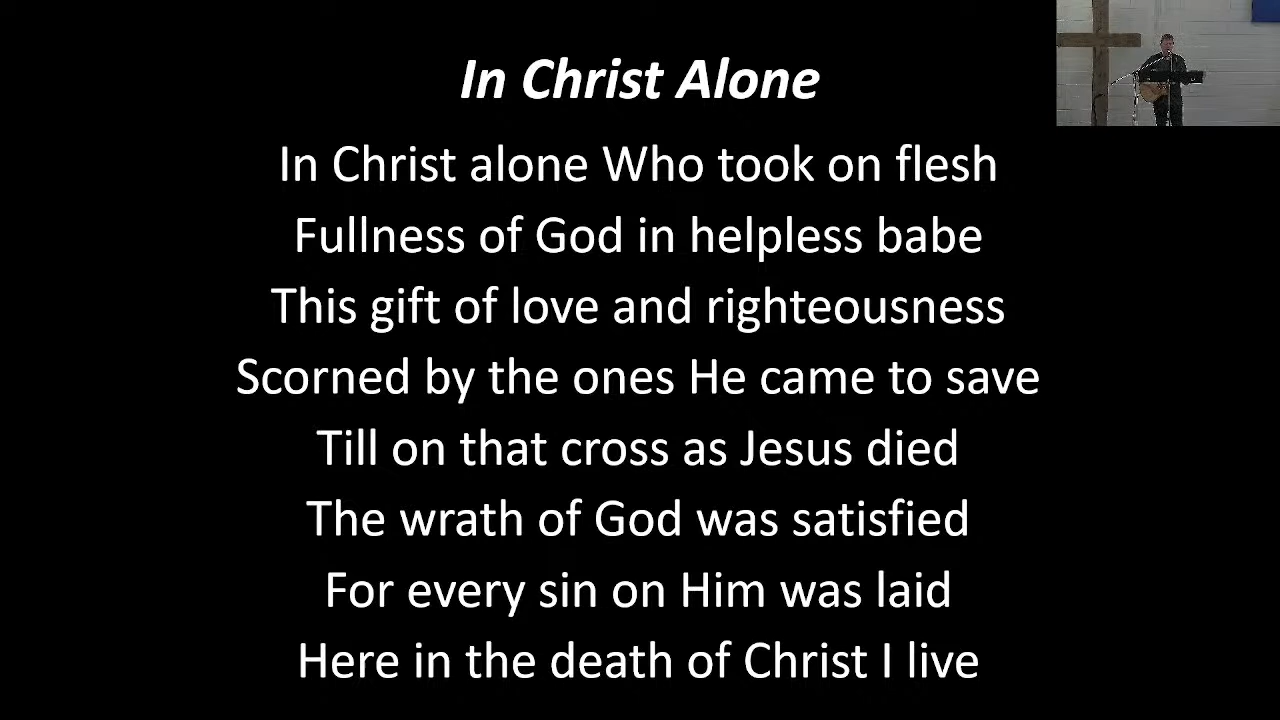 In Christ Alone
In Christ alone Who took on flesh
Fullness of God in helpless babe
This gift of love and righteousness
Scorned by the ones He came to save
Till on that cross as Jesus died
The wrath of God was satisfied
For every sin on Him was laid
Here in the death of Christ I live